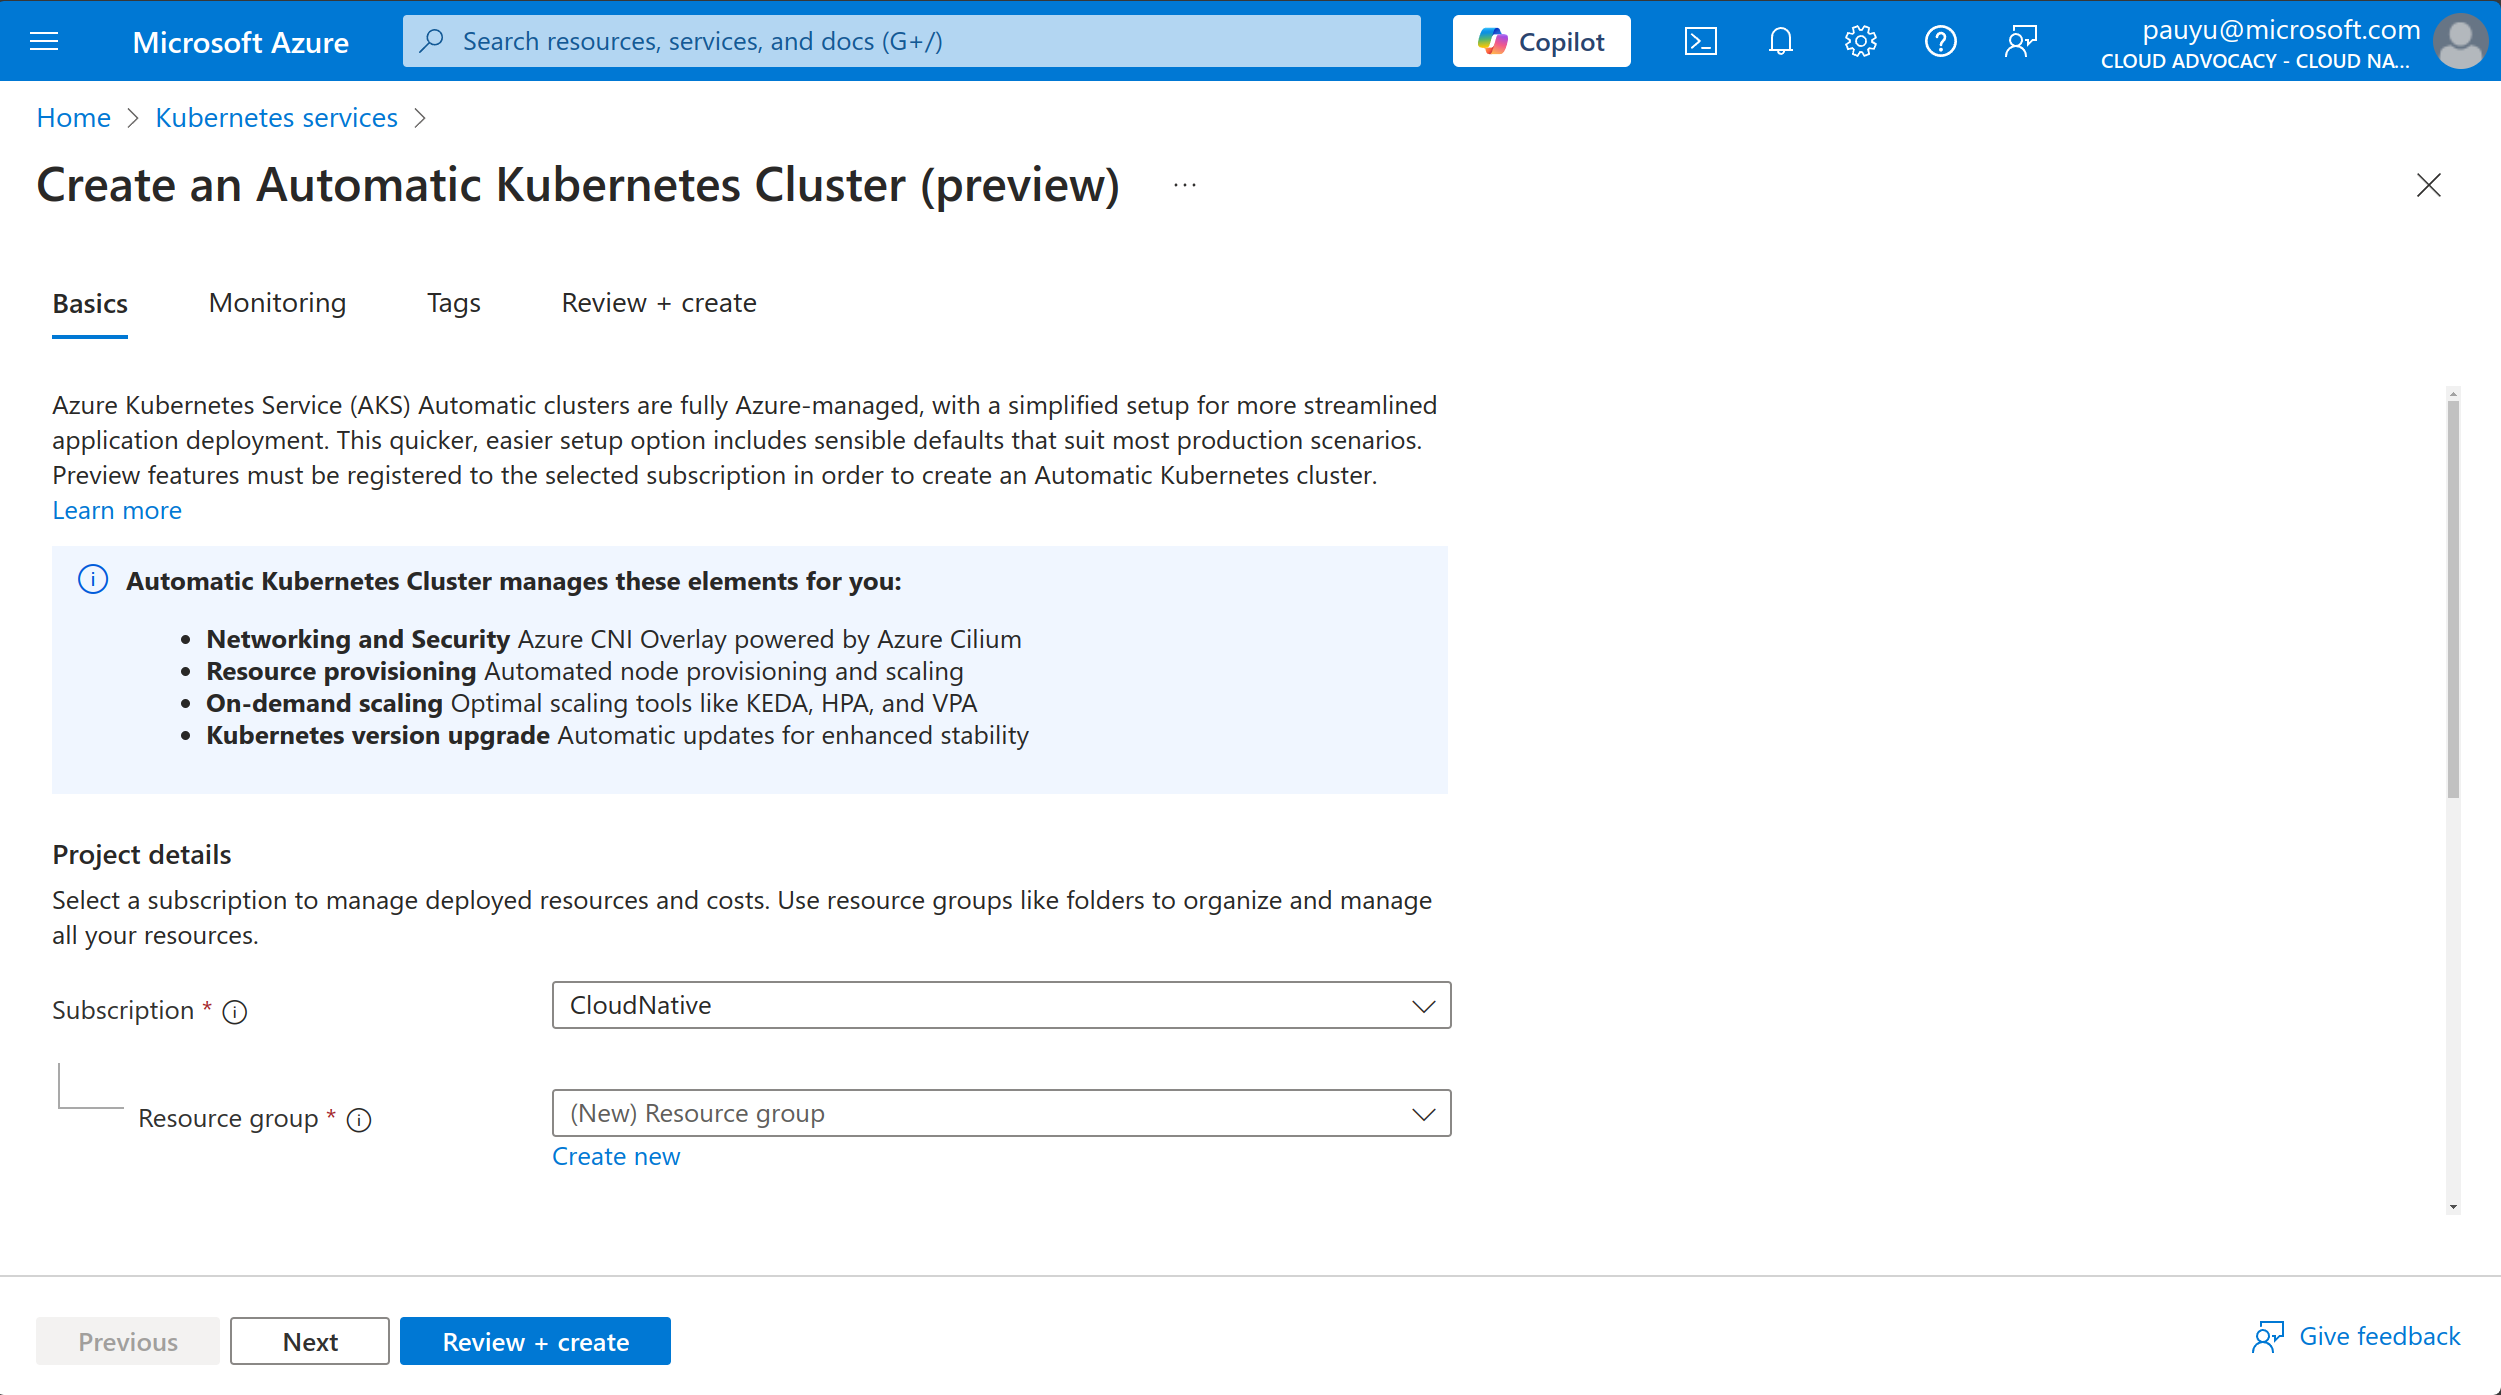 Microsoft Azure
Search resources, services, and docs (G+/)
Copilot
pauyu@microsoft.com
CLOUD ADVOCACY - CLOUD NA...
Home > Kubernetes services >
Create an Automatic Kubernetes Cluster (preview) ...
Basics Monitoring Tags Review + create
Azure Kubernetes Service (AKS) Automatic clusters are fully Azure-managed, with a simplified setup for more streamlined
application deployment. This quicker, easier setup option includes sensible defaults that suit most production scenarios.
Preview features must be registered to the selected subscription in order to create an Automatic Kubernetes cluster.
Learn more
Automatic Kubernetes Cluster manages these elements for you:
• Networking and Security Azure CNI Overlay powered by Azure Cilium
• Resource provisioning Automated node provisioning and scaling
• On-demand scaling Optimal scaling tools like KEDA, HPA, and VPA
• Kubernetes version upgrade Automatic updates for enhanced stability
Project details
Select a subscription to manage deployed resources and costs. Use resource groups like folders to organize and manage
all your resources.
Subscription *
CloudNative
Resource group *
(New) Resource group
Create new
Previous
Next
Review + create
Give feedback